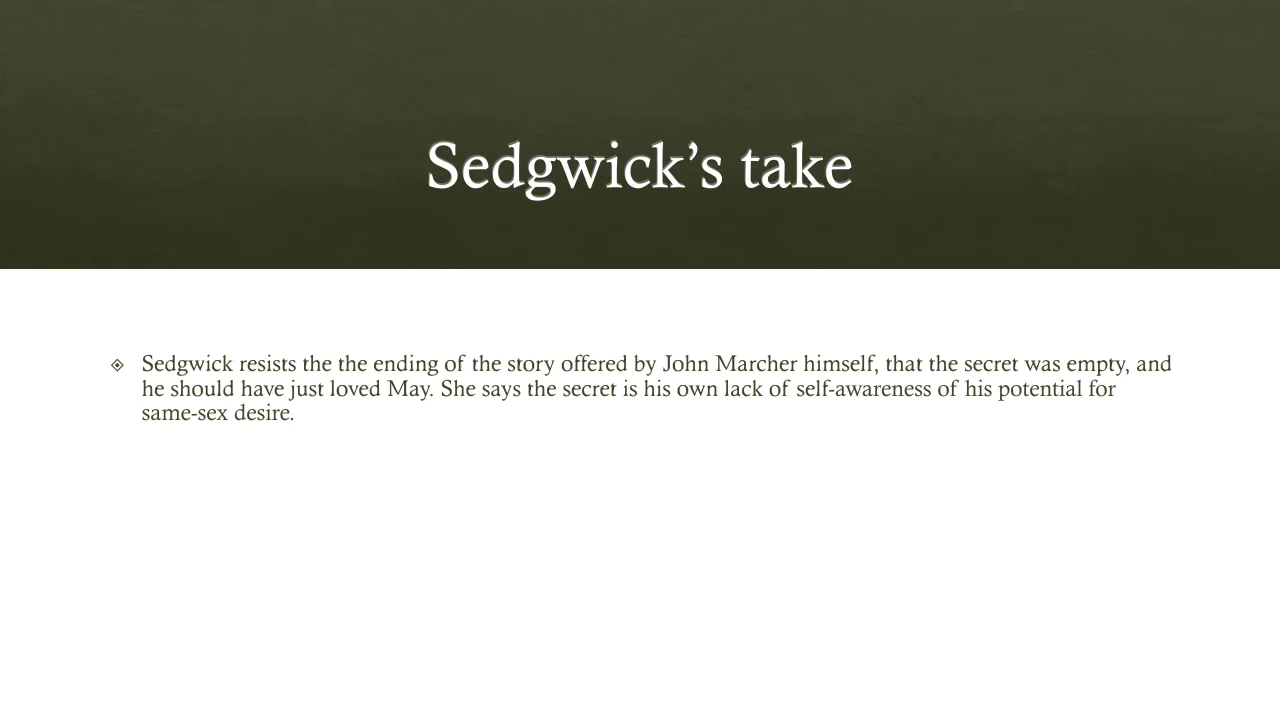 Sedgwick’s take
Sedgwick resists the the ending of the story offered by John Marcher himself, that the secret was empty, and
he should have just loved May. She says the secret is his own lack of self-awareness of his potential for
same-sex desire.